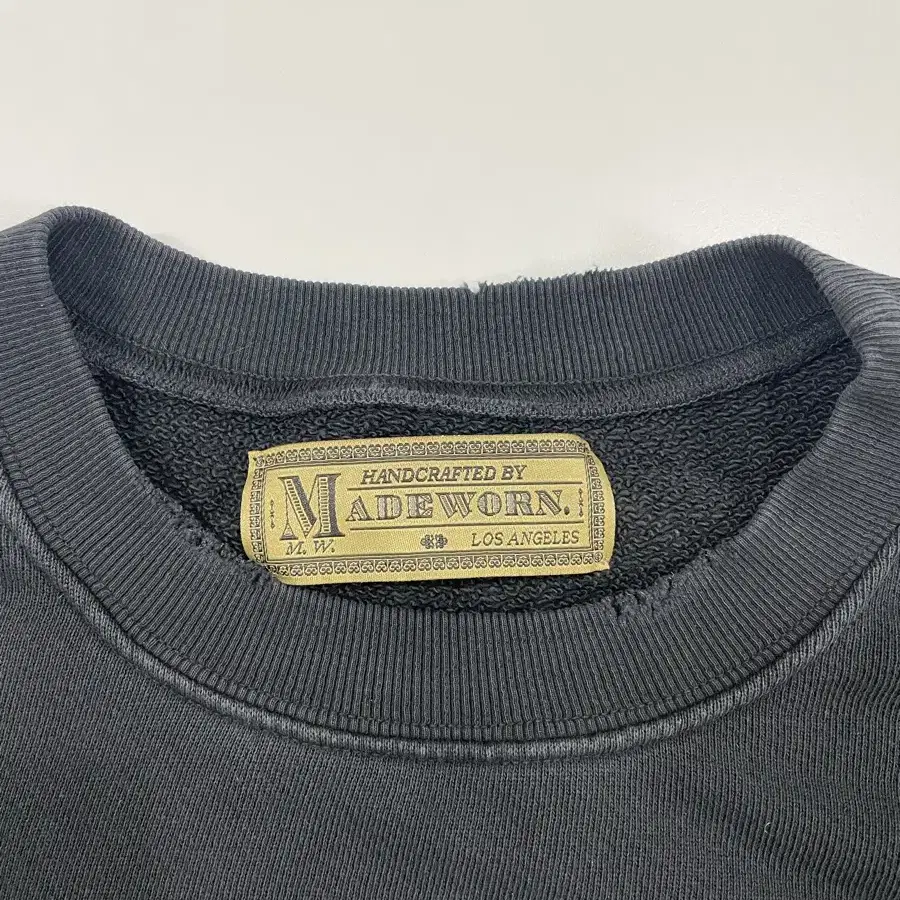 HANDCRAFTED BY
MADEWORN.
M. W. LOS ANGELES